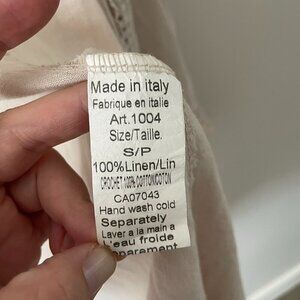 Made in italy
Fabrique en italie
Art.1004
Size/Taille.
S/P
100%Linen/Lin
CROCHET 100% COTTON/COTON
CA07043
Hand wash cold
Separately
Laver a la main a
L'eau froide